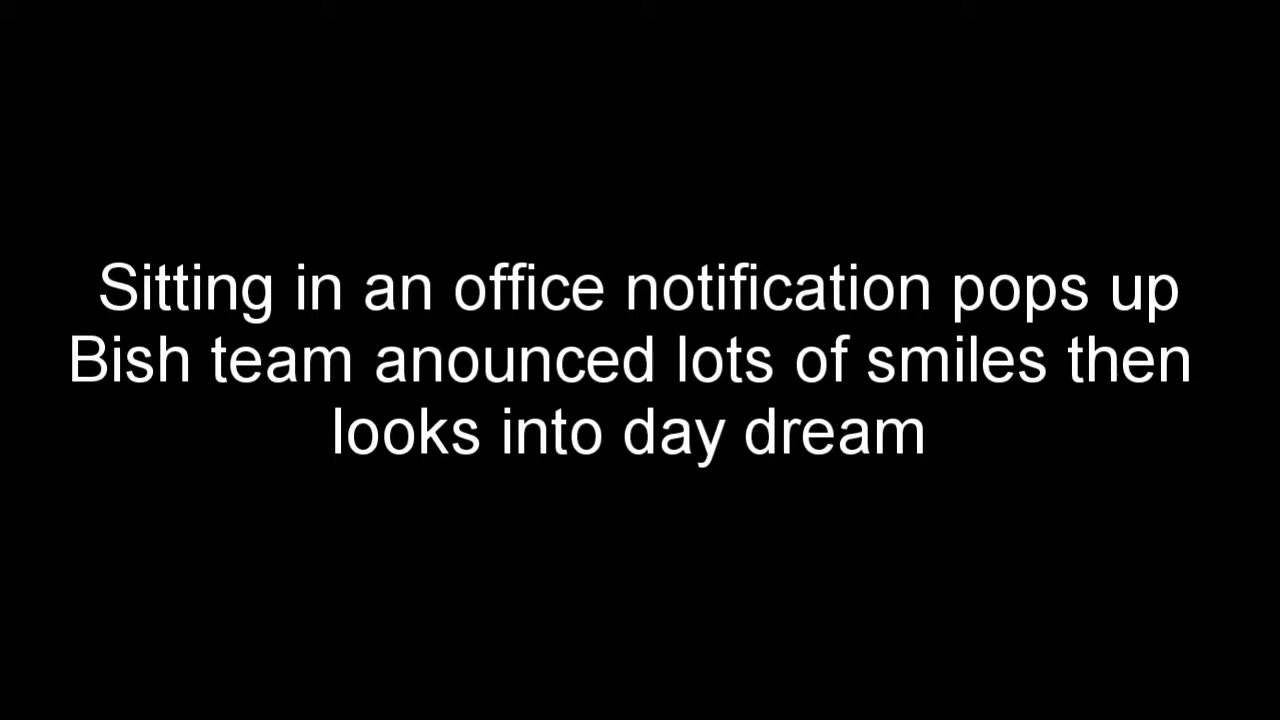 Sitting in an office notification pops up
Bish team anounced lots of smiles then
looks into day dream